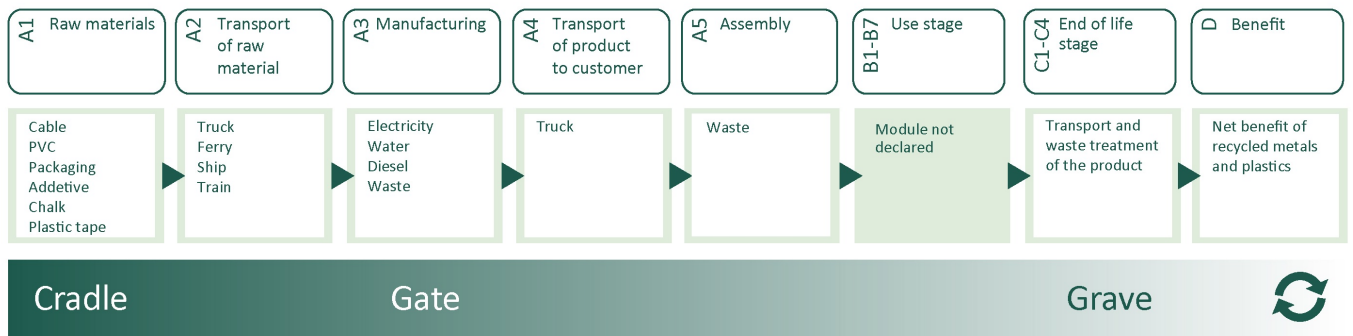 A1 Raw materials
A2 Transport
of raw
material
A3 Manufacturing
A4 Transport
of product
to customer
A5 Assembly
B1-B7 Use stage
C1-C4 End of life
stage
D Benefit
Cable
PVC
Packaging
Addetive
Chalk
Plastic tape
Truck
Ferry
Ship
Train
Electricity
Water
Diesel
Waste
Truck
Waste
Module not
declared
Transport and
waste treatment
of the product
Net benefit of
recycled metals
and plastics
Cradle
Gate
Grave